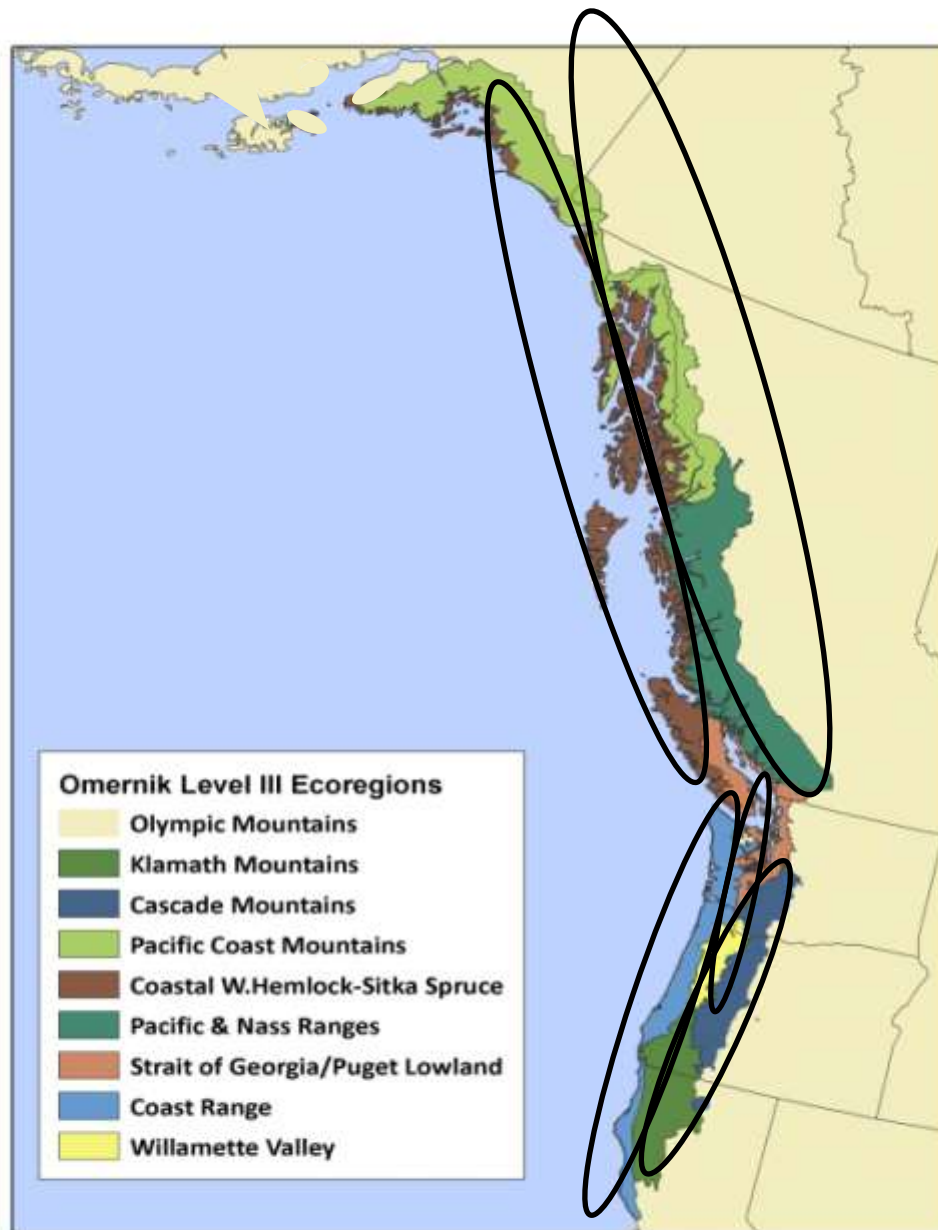 Omernik Level III Ecoregions
Olympic Mountains
Klamath Mountains
Cascade Mountains
Pacific Coast Mountains
Coastal W.Hemlock-Sitka Spruce
Pacific & Nass Ranges
Strait of Georgia/Puget Lowland
Coast Range
Willamette Valley